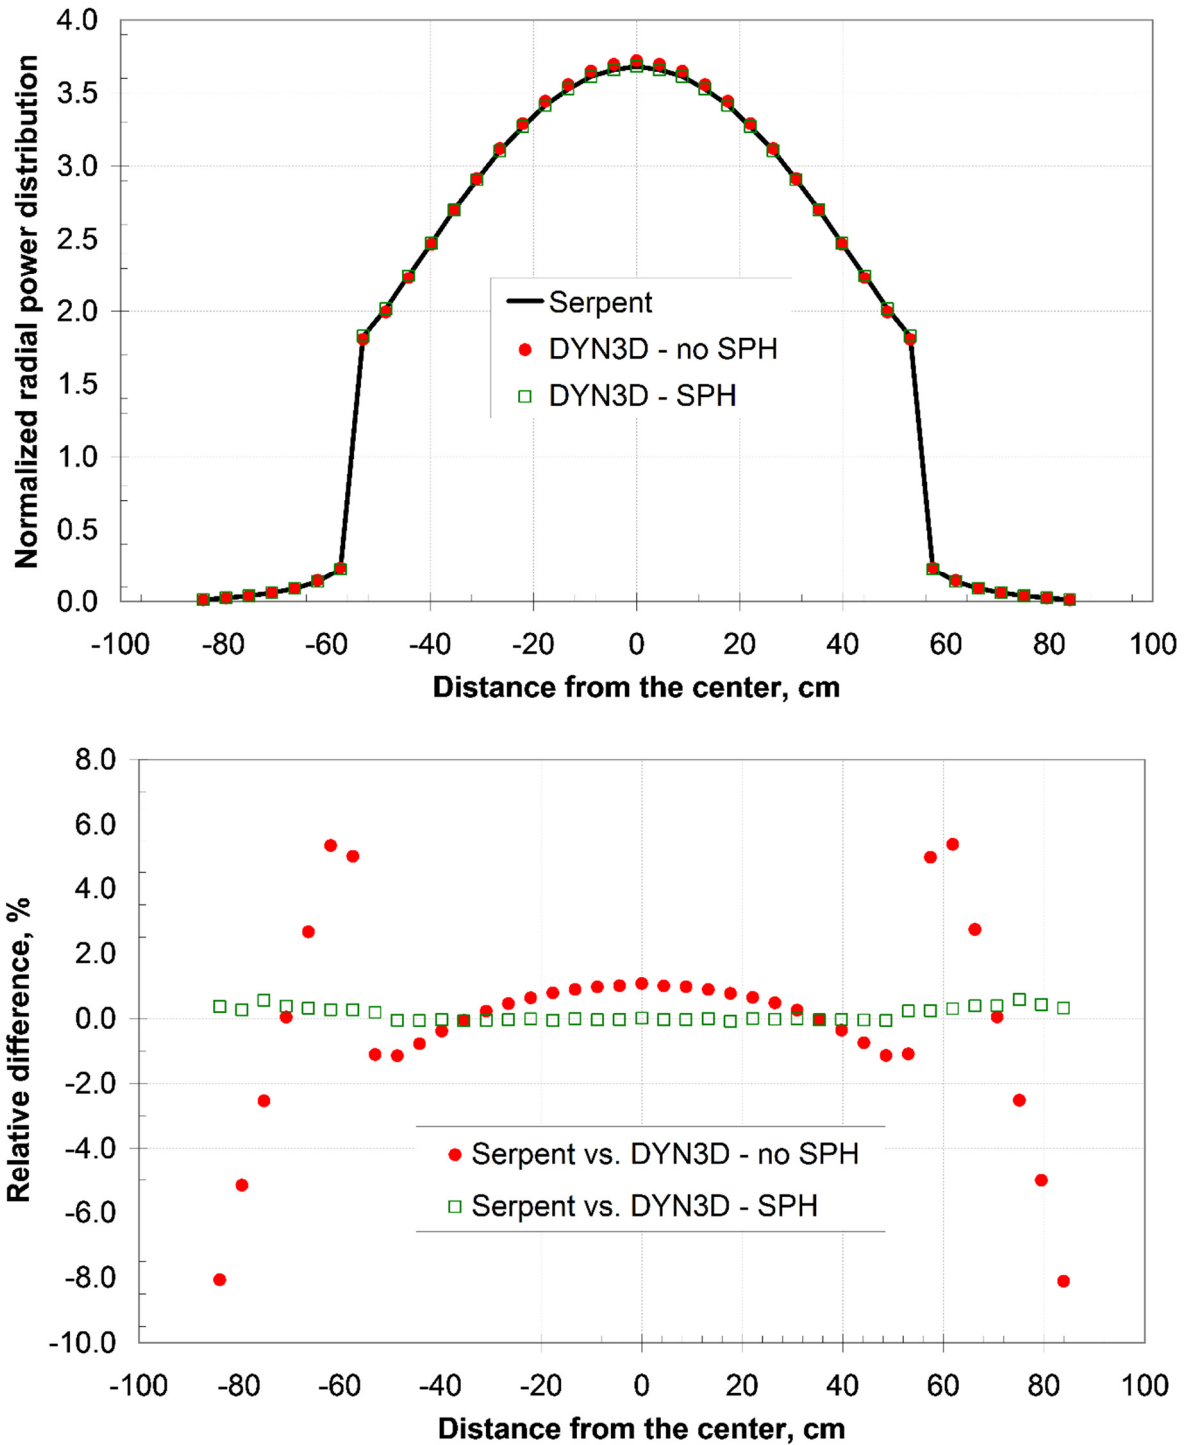 4.0
3.5
3.0
2.5
2.0
1.5
1.0
0.5
0.0
Normalized radial power distribution
Serpent
DYN3D - no SPH
DYN3D - SPH
-100 -80 -60 -40 -20 0 20 40 60 80 100
Distance from the center, cm
8.0
6.0
4.0
2.0
0.0
-2.0
-4.0
-6.0
-8.0
-10.0
Relative difference, %
Serpent vs. DYN3D - no SPH
Serpent vs. DYN3D - SPH
-100 -80 -60 -40 -20 0 20 40 60 80 100
Distance from the center, cm